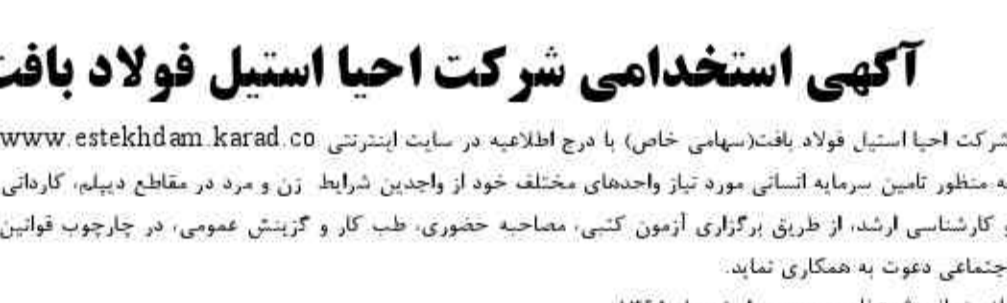 آگهی استخدامی شرکت احیا استیل فولاد بافت
شرکت احیا استیل فولاد بافت(سهامی خاص) با درج اطلاعیه در سایت اینترنتی www.estekhdam.karad.co
به منظور تامین سرمایه انسانی مورد نیاز واحدهای مختلف خود از واجدین شرایط زن و مرد در مقاطع دیپلم، کاردانی
و کارشناسی ارشد، از طریق برگزاری آزمون کتبی، مصاحبه حضوری، طب کار و گزینش عمومی، در چارچوب قوانین
جتماعی دعوت به همکاری نماید.